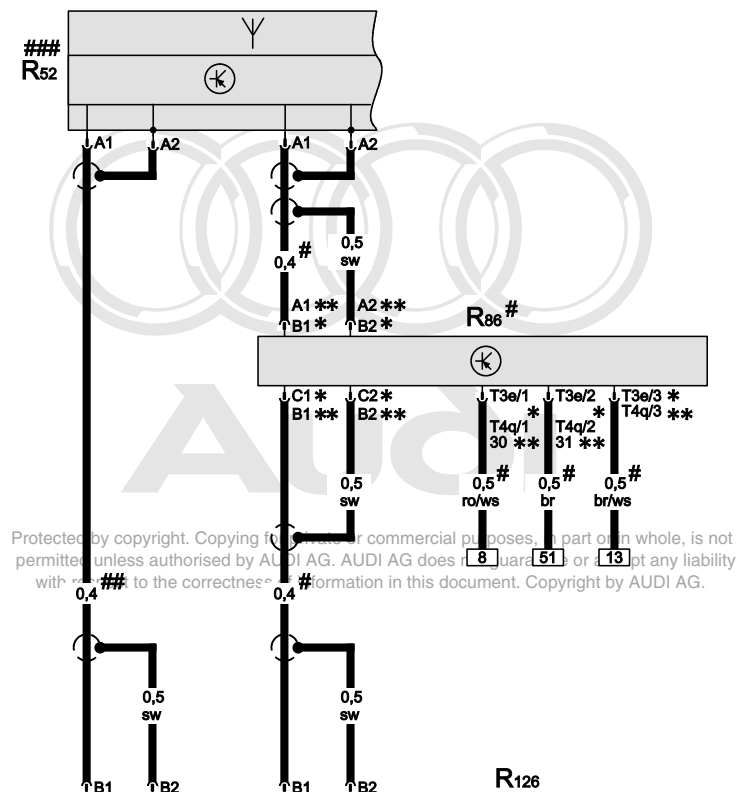 ###
R52
A1 A2 A1 A2
0,4 # 0,5 sw
A1 ** A2 **
B1 * B2 *
R86 #
C1 * C2 * T3e/1 * T3e/2 * T3e/3 *
B1 ** B2 ** T4q/1 T4q/2 T4q/3 **
30 ** 31 **
0,5 0,5 # 0,5 # 0,5 #
sw ro/ws br br/ws
8 51 13
Audi
Protected by copyright. Copying for private or commercial purposes, in part or in whole, is not
permitted unless authorised by AUDI AG. AUDI AG does not guarantee or accept any liability
with respect to the correctness of information in this document. Copyright by AUDI AG.
0,4 ## 0,4 #
0,5 0,5
sw sw
R126
B1 B2 B1 B2